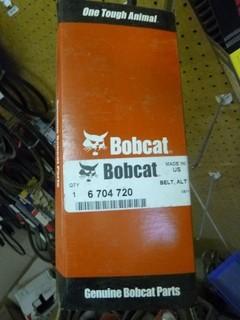 One Tough Animal.
Bobcat
Bobcat
MADE IN
US
QTY
BELT, ALT
1 6 704 720
Genuine Bobcat Parts